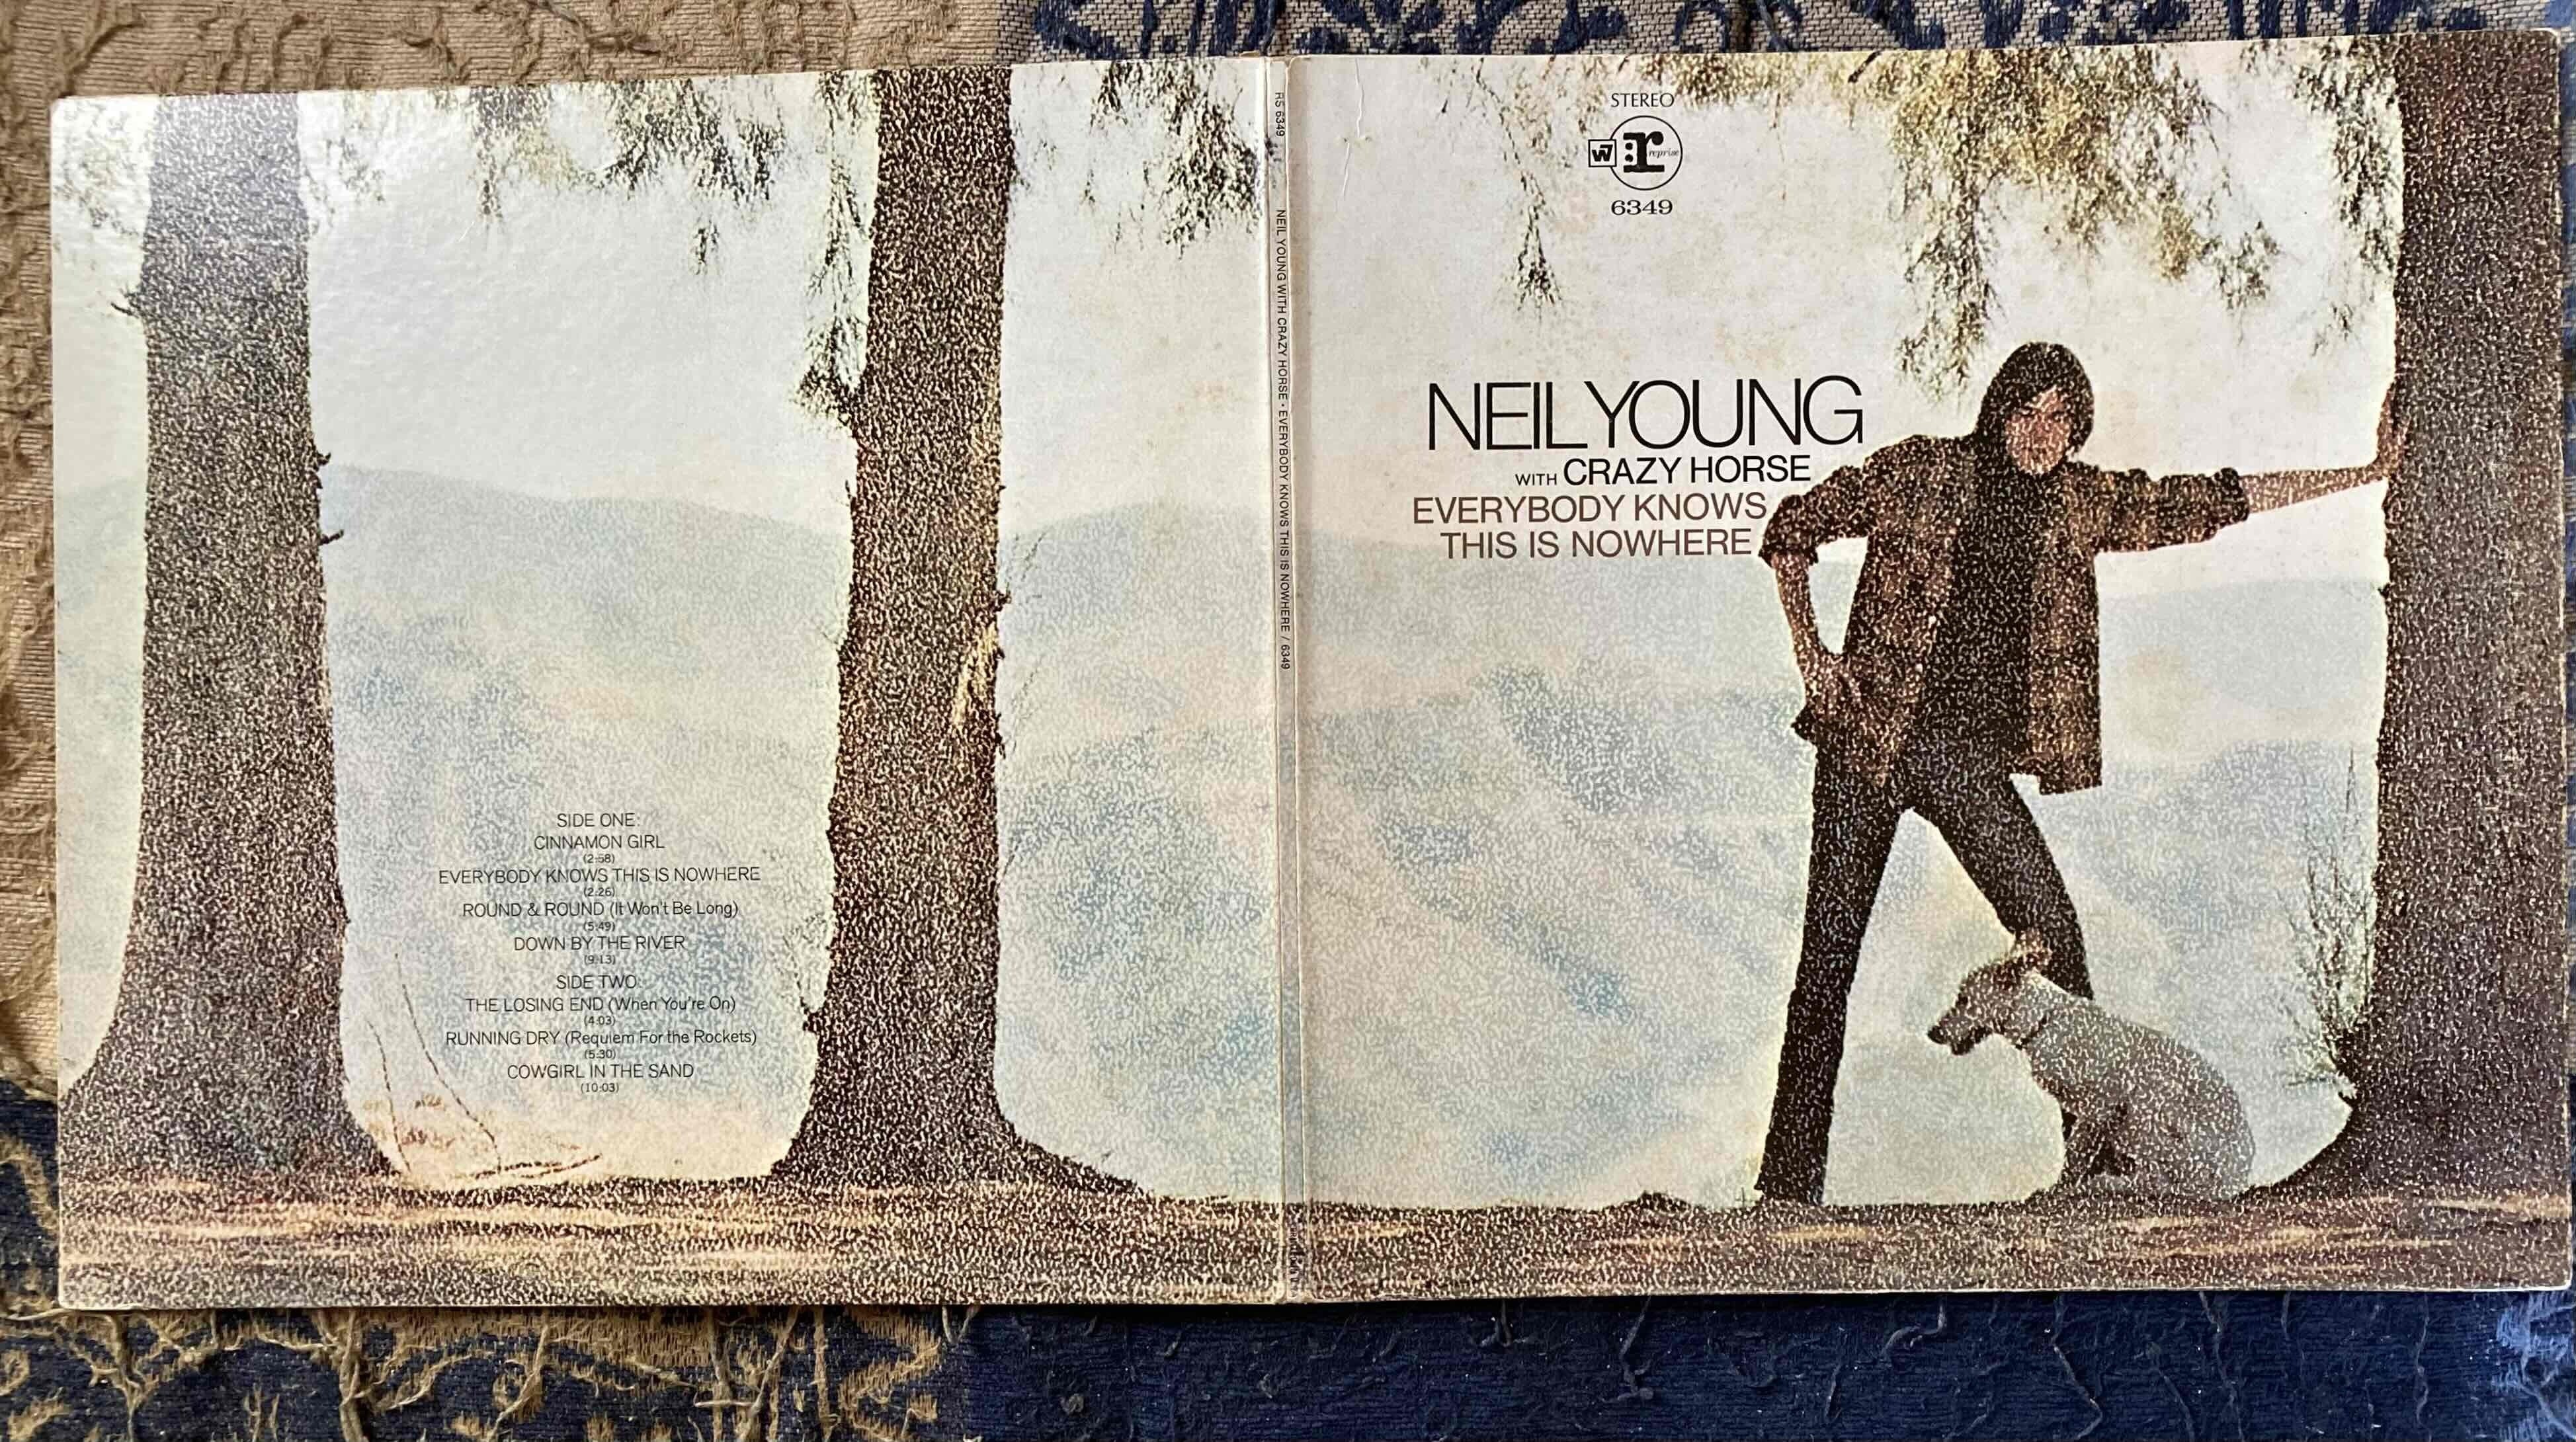 SIDE ONE:
CINNAMON GIRL
(2:58)
EVERYBODY KNOWS THIS IS NOWHERE
(2:26)
ROUND & ROUND (It Won't Be Long)
(5:49)
DOWN BY THE RIVER
(9:13)
SIDE TWO:
THE LOSING END (When You're On)
(4:03)
RUNNING DRY (Requiem For the Rockets)
(5:30)
COWGIRL IN THE SAND
(10:03)
RS 6349
NEIL YOUNG WITH CRAZY HORSE • EVERYBODY KNOWS THIS IS NOWHERE / 6349
STEREO
W7 :r reprise
6349
NEIL YOUNG
WITH CRAZY HORSE
EVERYBODY KNOWS
THIS IS NOWHERE